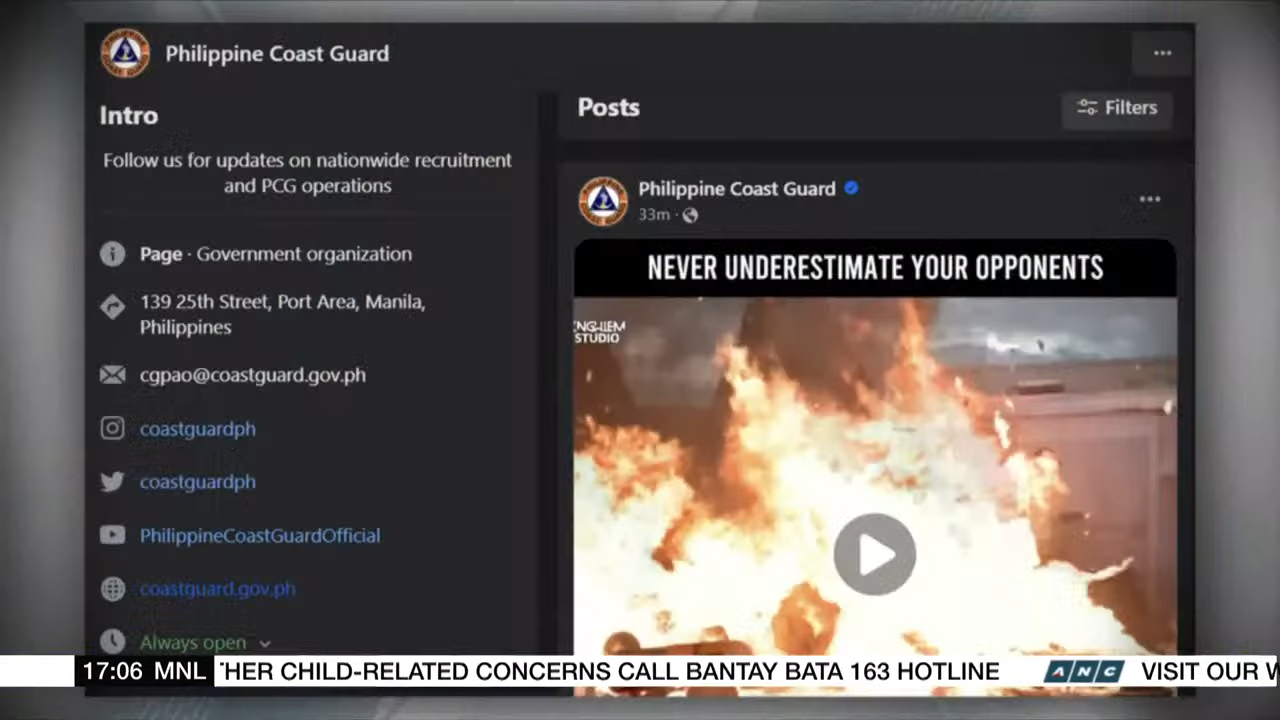 Philippine Coast Guard
Intro
Follow us for updates on nationwide recruitment
and PCG operations
Page · Government organization
139 25th Street, Port Area, Manila,
Philippines
cgpao@coastguard.gov.ph
coastguardph
coastguardph
PhilippineCoastGuardOfficial
coastguard.gov.ph
Always open
Posts
Filters
Philippine Coast Guard
33m
NEVER UNDERESTIMATE YOUR OPPONENTS
STUDIO
17:06 MNL
HER CHILD-RELATED CONCERNS CALL BANTAY BATA 163 HOTLINE
ANC
VISIT OUR